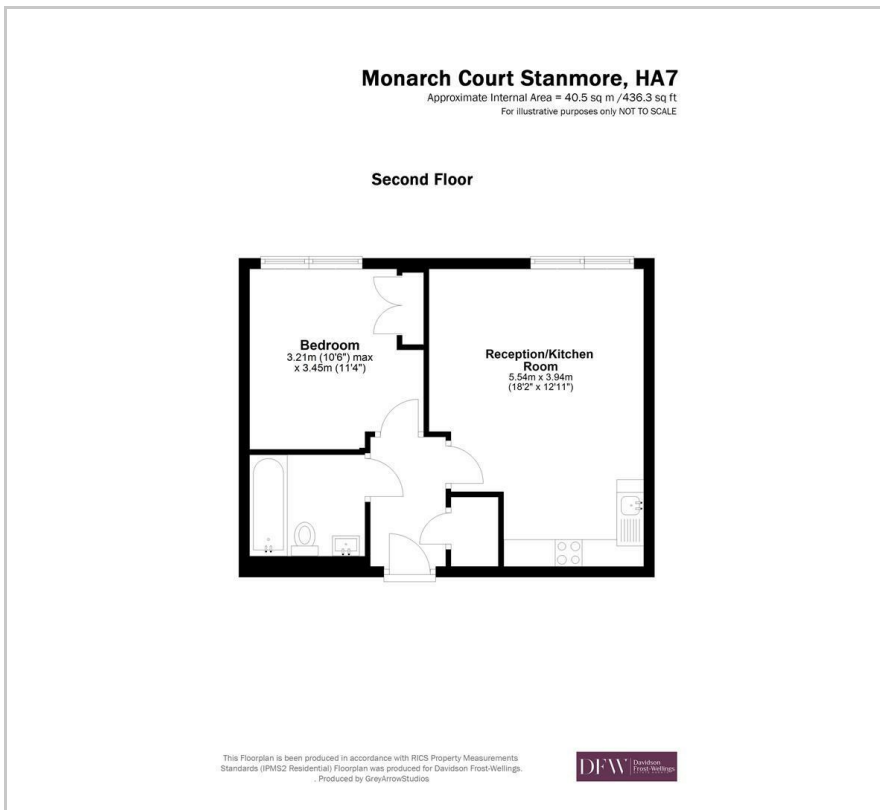 Monarch Court Stanmore, HA7
Approximate Internal Area = 40.5 sq m /436.3 sq ft
For illustrative purposes only NOT TO SCALE
Second Floor
Bedroom
3.21m (10'6") max
x 3.45m (11'4")
Reception/Kitchen
Room
5.54m x 3.94m
(18'2" x 12'11")
This Floorplan is been produced in accordance with RICS Property Measurements
Standards (IPMS2 Residential) Floorplan was produced for Davidson Frost-Wellings.
. Produced by GreyArrowStudios
DFW
Davidson
Frost-Wellings